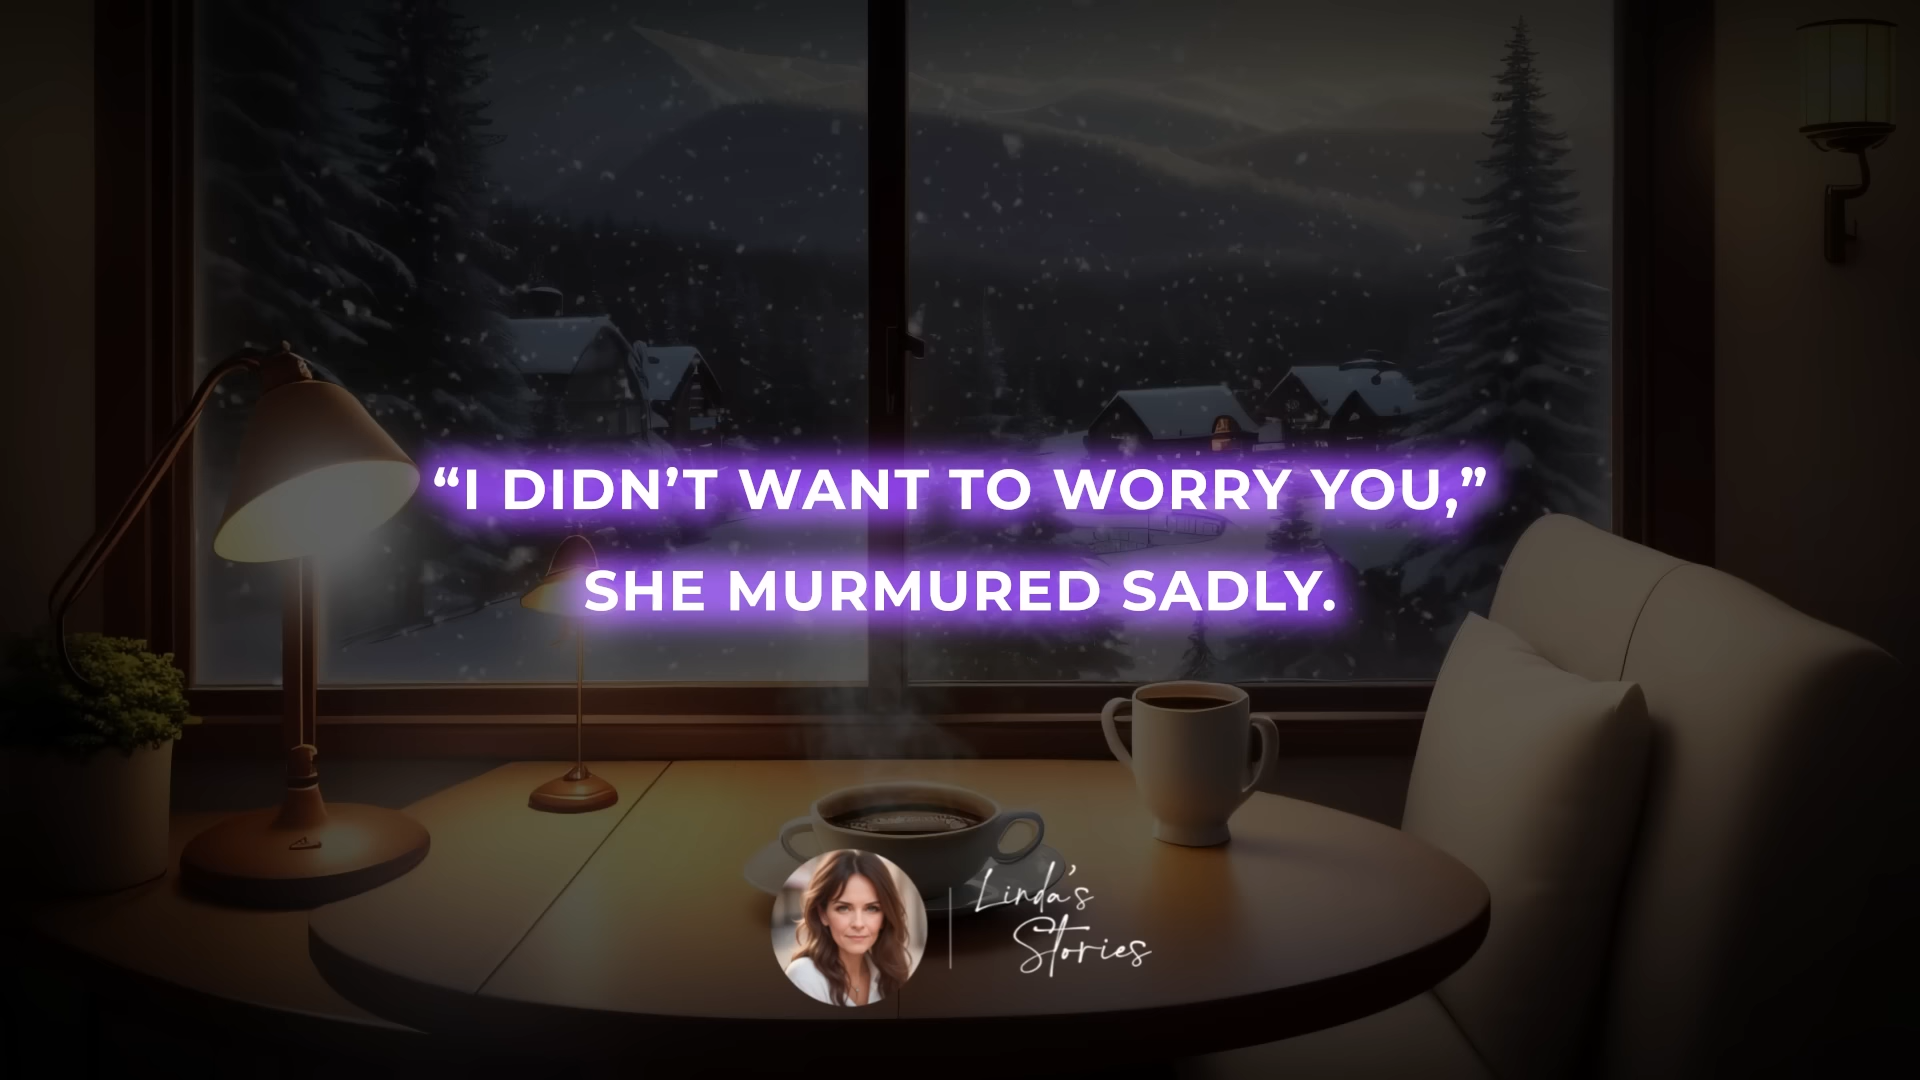 “I DIDN’T WANT TO WORRY YOU,”
SHE MURMURED SADLY.
Linda’s
Stories